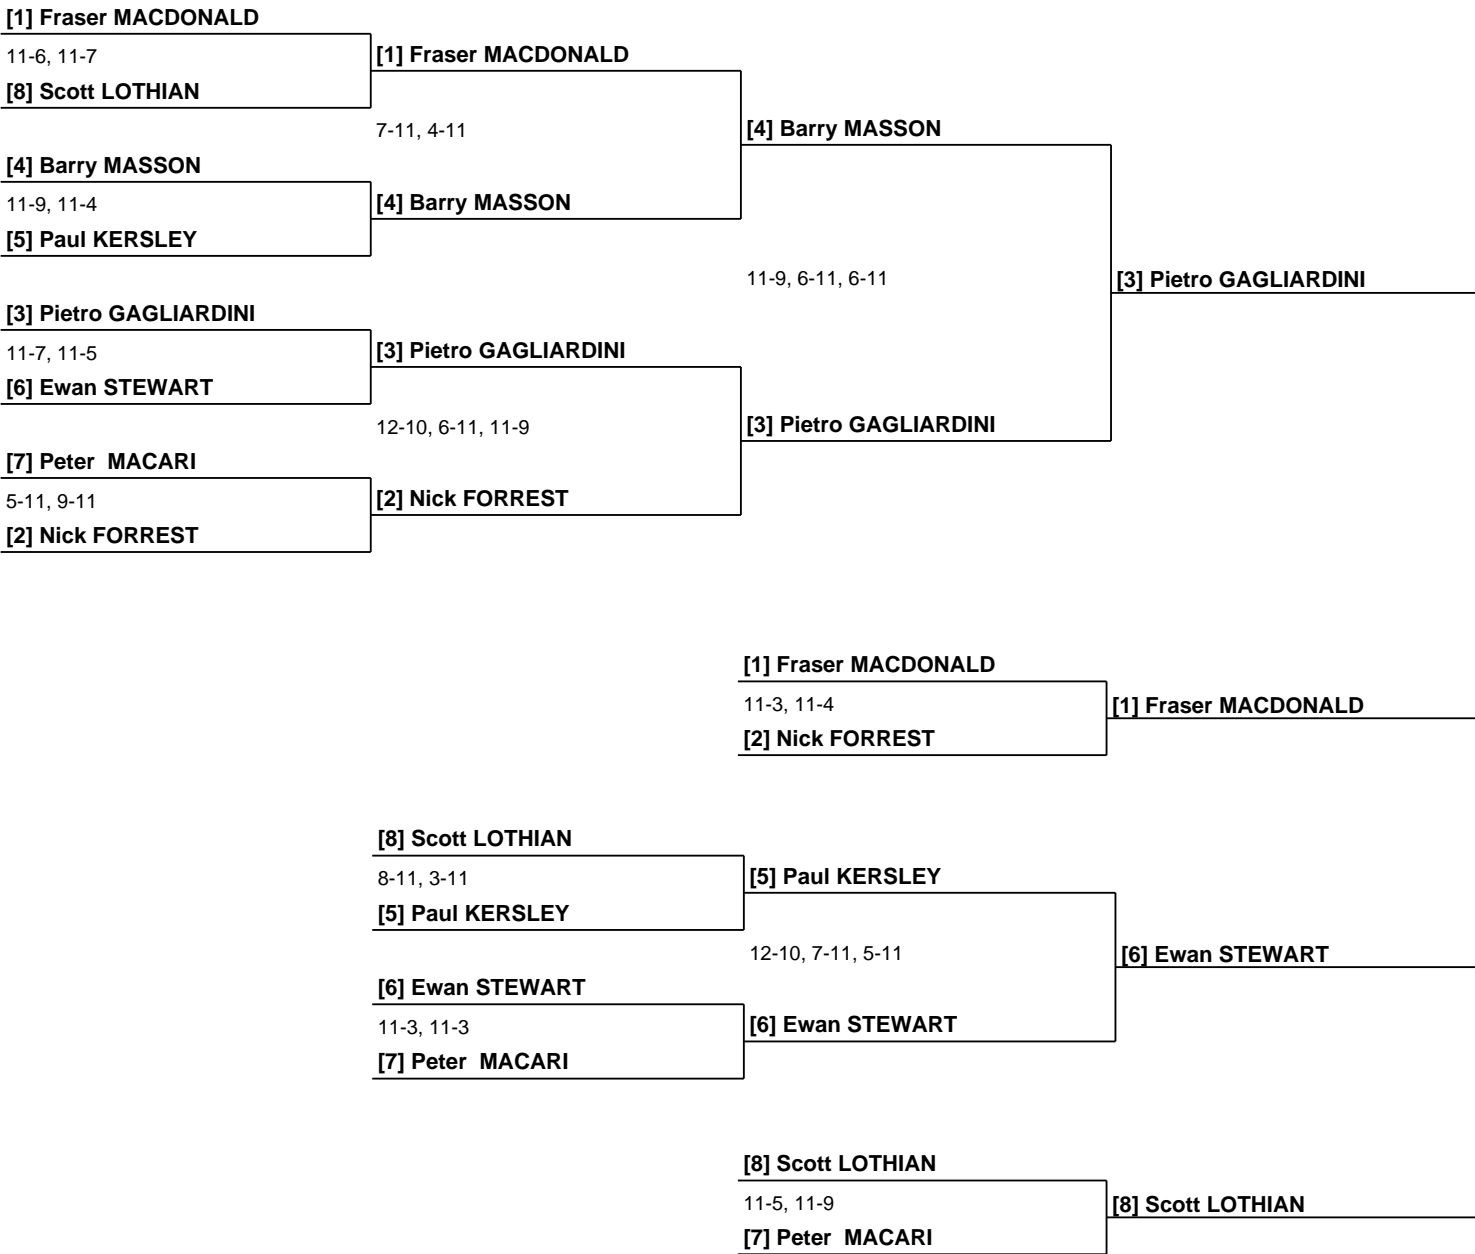 [1] Fraser MACDONALD
11-6, 11-7
[1] Fraser MACDONALD
[8] Scott LOTHIAN
7-11, 4-11
[4] Barry MASSON
[4] Barry MASSON
11-9, 11-4
[4] Barry MASSON
[5] Paul KERSLEY
11-9, 6-11, 6-11
[3] Pietro GAGLIARDINI
[3] Pietro GAGLIARDINI
11-7, 11-5
[3] Pietro GAGLIARDINI
[6] Ewan STEWART
12-10, 6-11, 11-9
[3] Pietro GAGLIARDINI
[7] Peter  MACARI
5-11, 9-11
[2] Nick FORREST
[2] Nick FORREST
[1] Fraser MACDONALD
11-3, 11-4
[1] Fraser MACDONALD
[2] Nick FORREST
[8] Scott LOTHIAN
8-11, 3-11
[5] Paul KERSLEY
[5] Paul KERSLEY
12-10, 7-11, 5-11
[6] Ewan STEWART
[6] Ewan STEWART
11-3, 11-3
[6] Ewan STEWART
[7] Peter  MACARI
[8] Scott LOTHIAN
11-5, 11-9
[8] Scott LOTHIAN
[7] Peter  MACARI